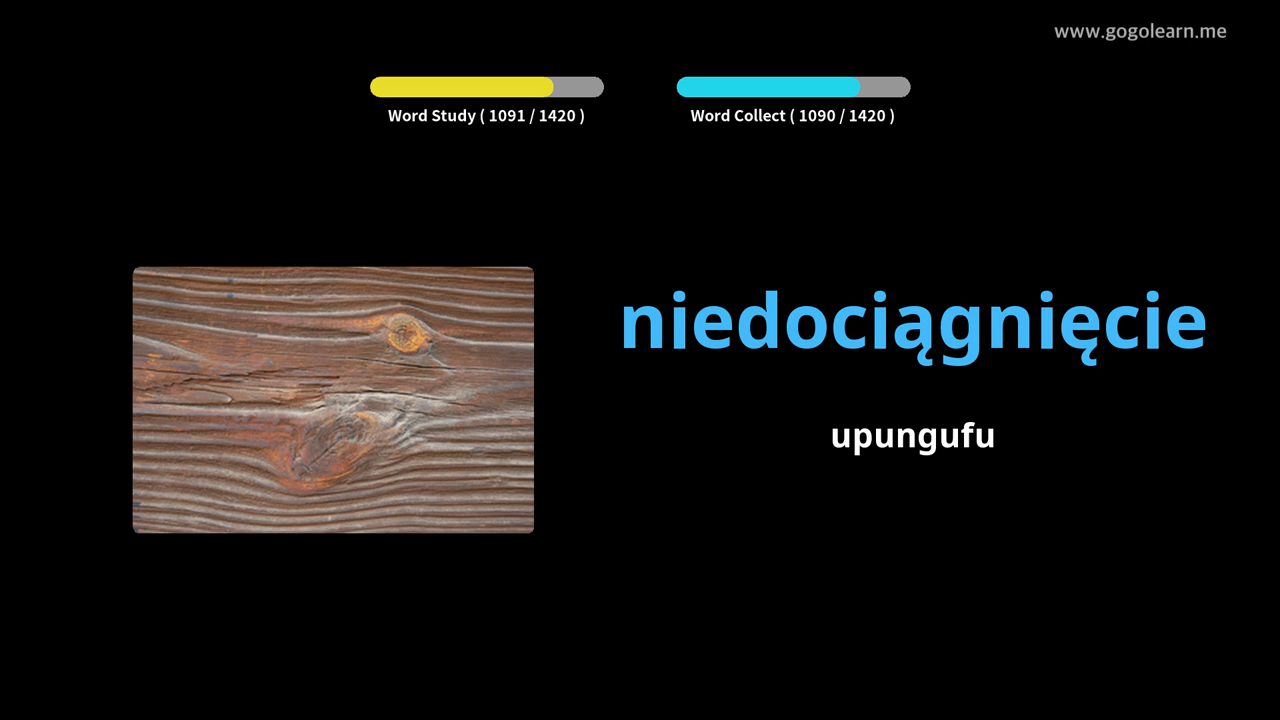 www.gogolearn.me
Word Study ( 1091 / 1420 )
Word Collect ( 1090 / 1420 )
niedociągnięcie
upungufu